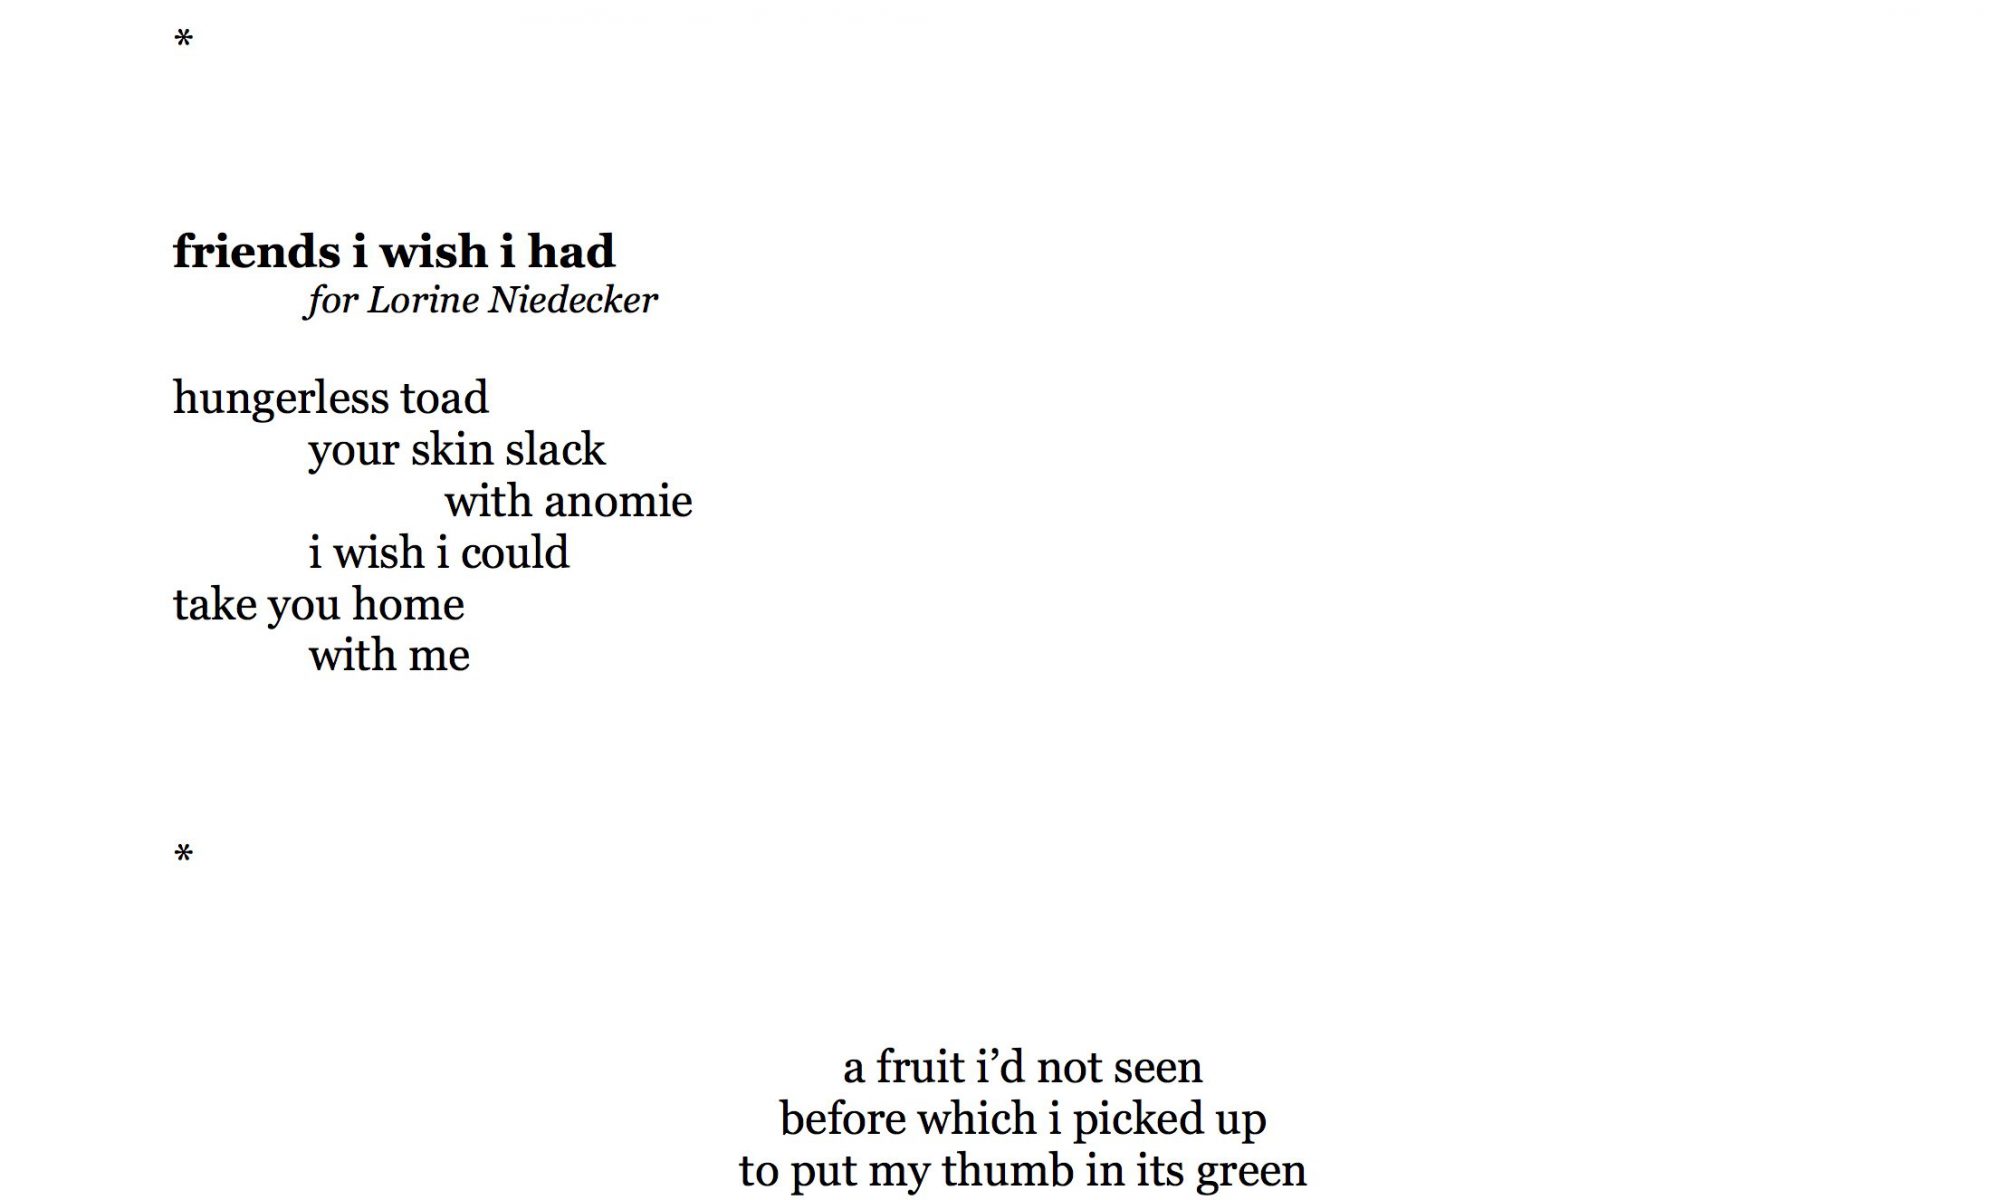 *
friends i wish i had
for Lorine Niedecker
hungerless toad
your skin slack
with anomie
i wish i could
take you home
with me
*
a fruit i’d not seen
before which i picked up
to put my thumb in its green